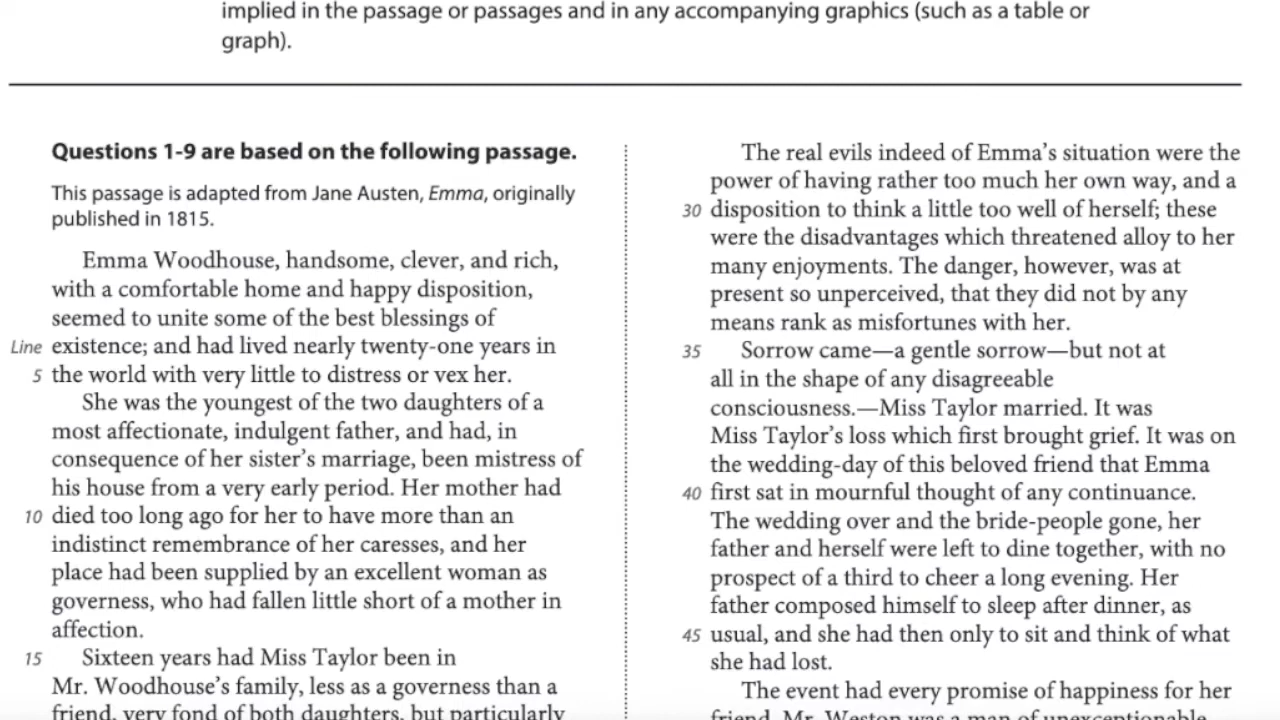 implied in the passage or passages and in any accompanying graphics (such as a table or
graph).
Questions 1-9 are based on the following passage.
This passage is adapted from Jane Austen, Emma, originally
published in 1815.
Emma Woodhouse, handsome, clever, and rich,
with a comfortable home and happy disposition,
seemed to unite some of the best blessings of
Line existence; and had lived nearly twenty-one years in
5 the world with very little to distress or vex her.
She was the youngest of the two daughters of a
most affectionate, indulgent father, and had, in
consequence of her sister's marriage, been mistress of
his house from a very early period. Her mother had
10 died too long ago for her to have more than an
indistinct remembrance of her caresses, and her
place had been supplied by an excellent woman as
governess, who had fallen little short of a mother in
affection.
15 Sixteen years had Miss Taylor been in
Mr. Woodhouse's family, less as a governess than a
friend, very fond of both daughters, but particularly
The real evils indeed of Emma's situation were the
power of having rather too much her own way, and a
30 disposition to think a little too well of herself; these
were the disadvantages which threatened alloy to her
many enjoyments. The danger, however, was at
present so unperceived, that they did not by any
means rank as misfortunes with her.
35 Sorrow came—a gentle sorrow—but not at
all in the shape of any disagreeable
consciousness.—Miss Taylor married. It was
Miss Taylor's loss which first brought grief. It was on
the wedding-day of this beloved friend that Emma
40 first sat in mournful thought of any continuance.
The wedding over and the bride-people gone, her
father and herself were left to dine together, with no
prospect of a third to cheer a long evening. Her
father composed himself to sleep after dinner, as
45 usual, and she had then only to sit and think of what
she had lost.
The event had every promise of happiness for her
friend. Mr. Weston was a man of unexceptionable